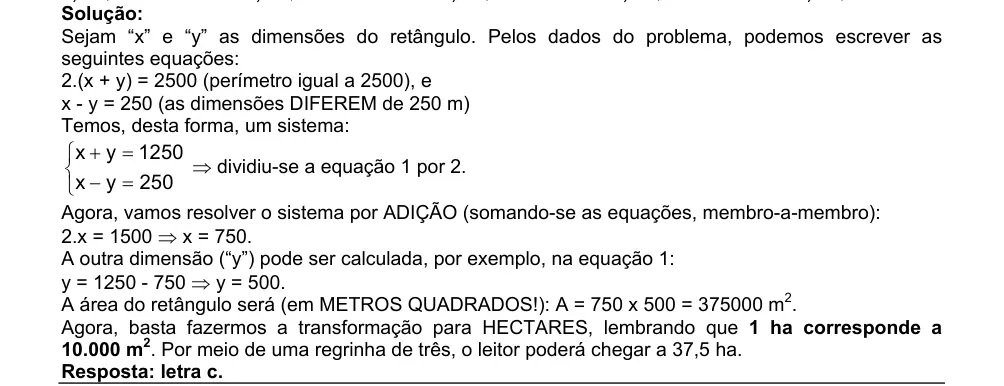 Solução:
Sejam “x” e “y” as dimensões do retângulo. Pelos dados do problema, podemos escrever as
seguintes equações:
2.(x + y) = 2500 (perímetro igual a 2500), e
x - y = 250 (as dimensões DIFEREM de 250 m)
Temos, desta forma, um sistema:
x + y = 1250
x − y = 250
⇒ dividiu-se a equação 1 por 2.
Agora, vamos resolver o sistema por ADIÇÃO (somando-se as equações, membro-a-membro):
2.x = 1500 ⇒ x = 750.
A outra dimensão (“y”) pode ser calculada, por exemplo, na equação 1:
y = 1250 - 750 ⇒ y = 500.
A área do retângulo será (em METROS QUADRADOS!): A = 750 x 500 = 375000 m².
Agora, basta fazermos a transformação para HECTARES, lembrando que 1 ha corresponde a
10.000 m². Por meio de uma regrinha de três, o leitor poderá chegar a 37,5 ha.
Resposta: letra c.